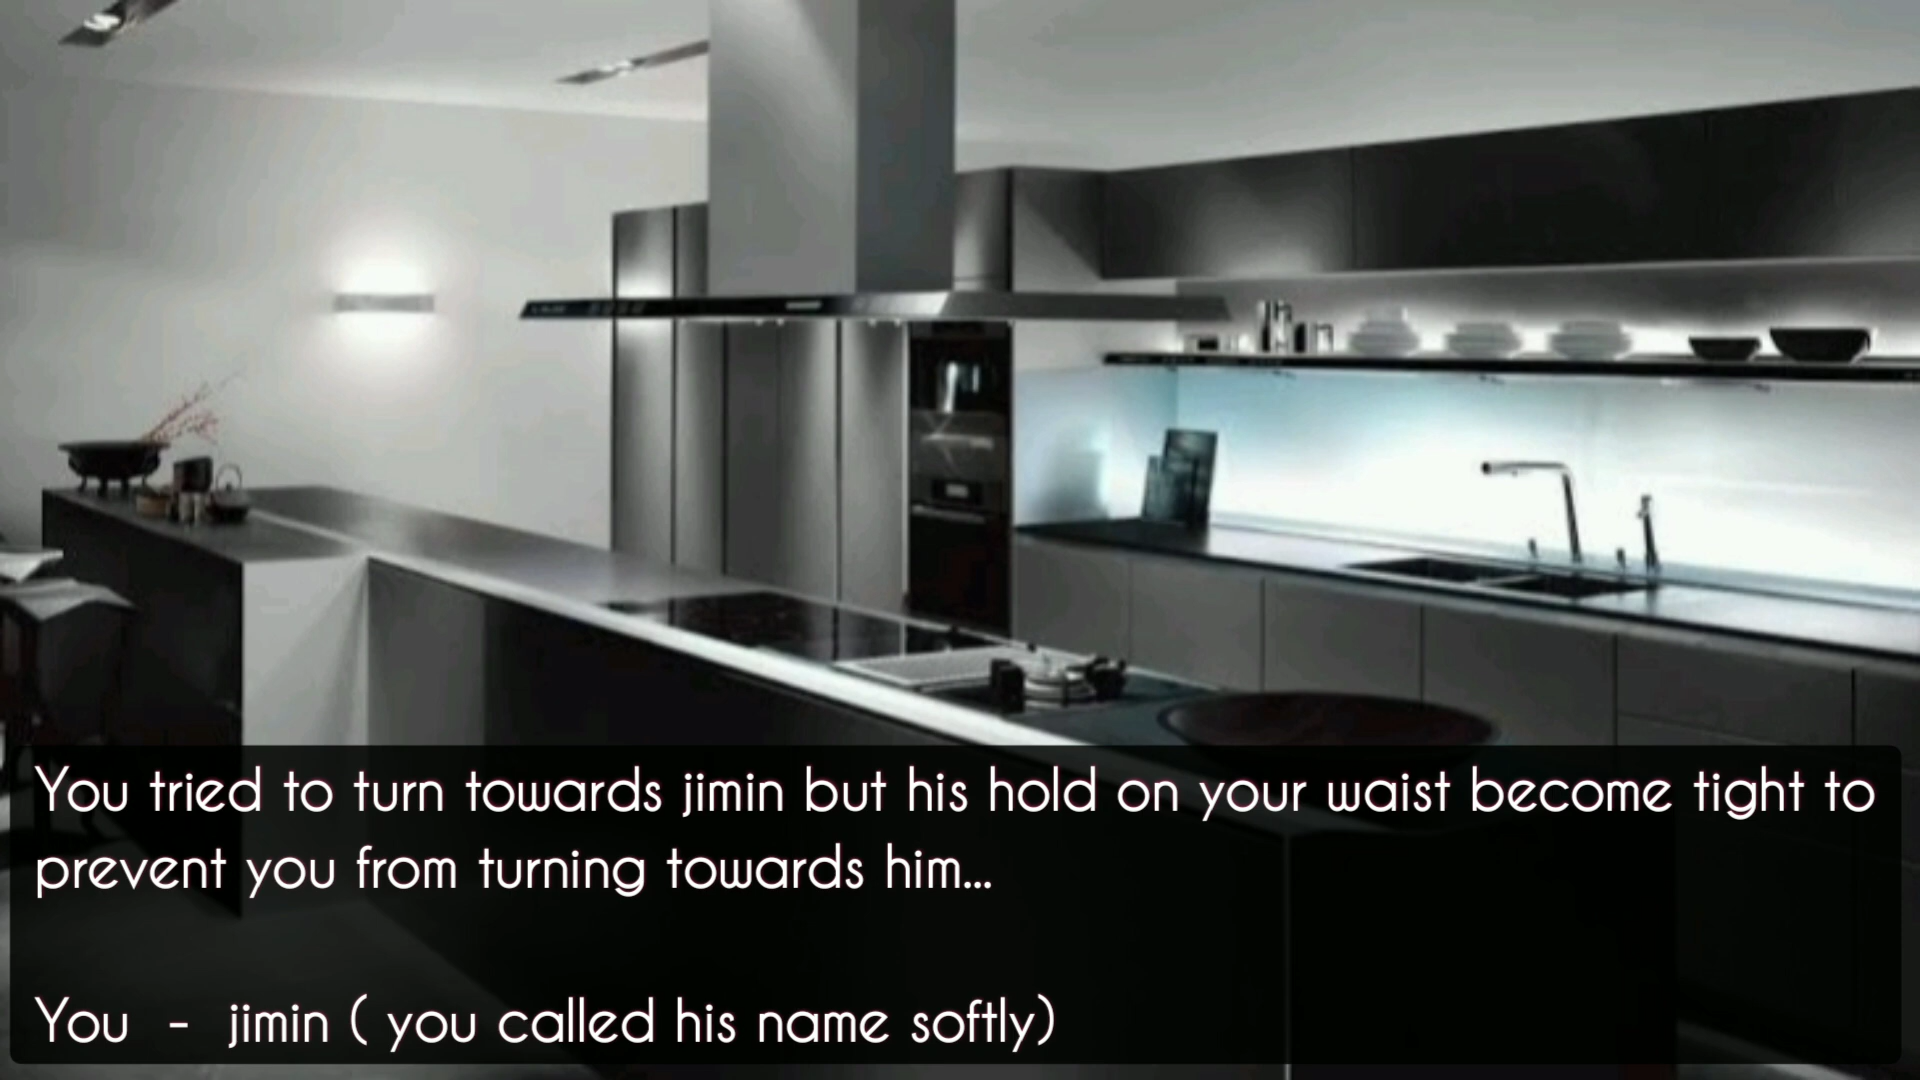 You tried to turn towards jimin but his hold on your waist become tight to
prevent you from turning towards him...
You - jimin ( you called his name softly)